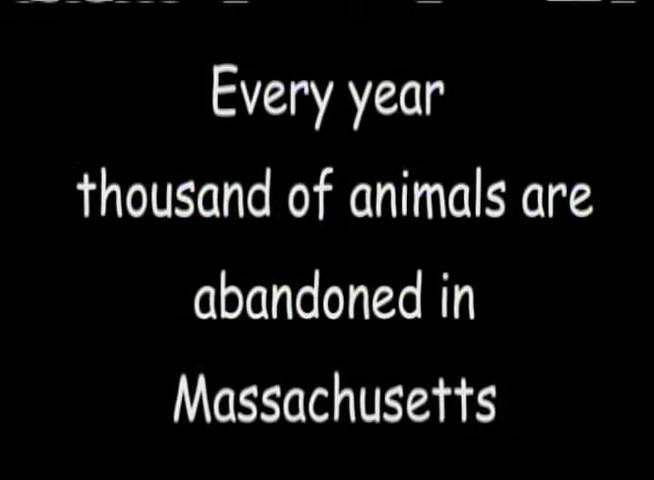 Every year
thousand of animals are
abandoned in
Massachusetts